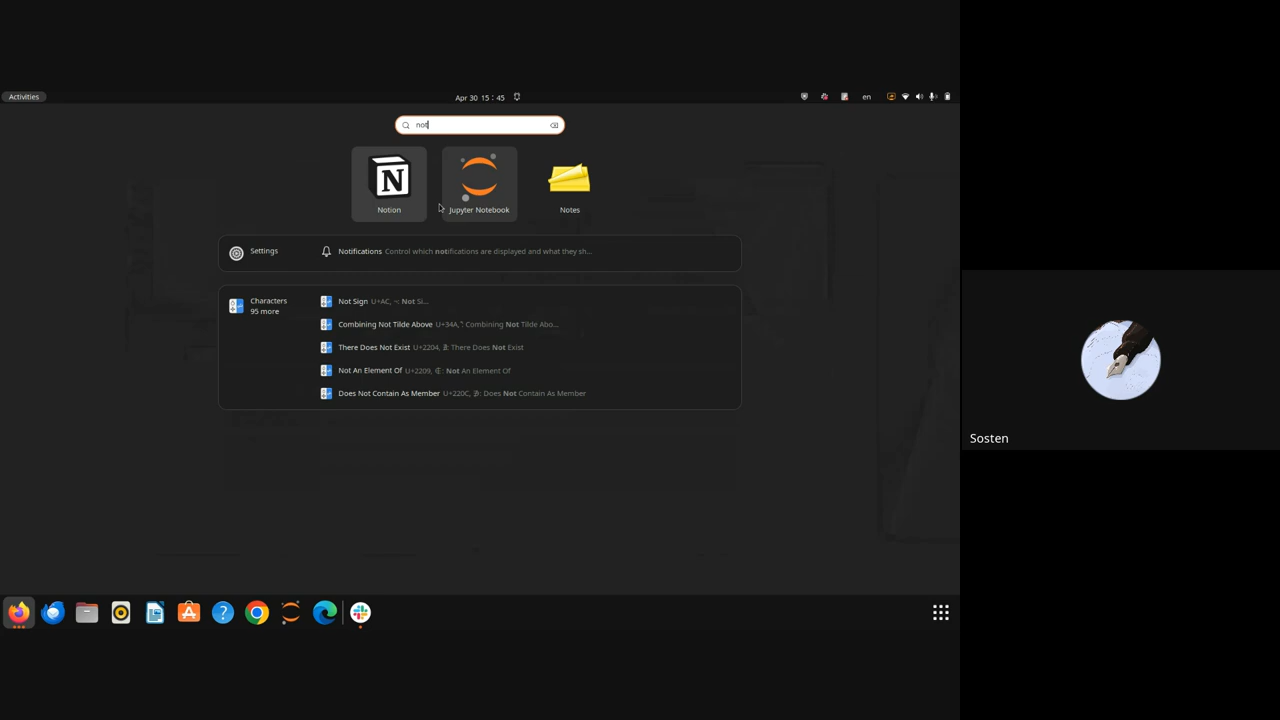 Activities
Apr 30 15 : 45
en
not
Notion
Jupyter Notebook
Notes
Settings
Notifications Control which notifications are displayed and what they sh...
Characters
95 more
Not Sign U+AC, ¬: Not Si...
Combining Not Tilde Above U+34A, Combining Not Tilde Abo...
There Does Not Exist U+2204, ∄: There Does Not Exist
Not An Element Of U+2209, ∉: Not An Element Of
Does Not Contain As Member U+220C, ∌: Does Not Contain As Member
Sosten